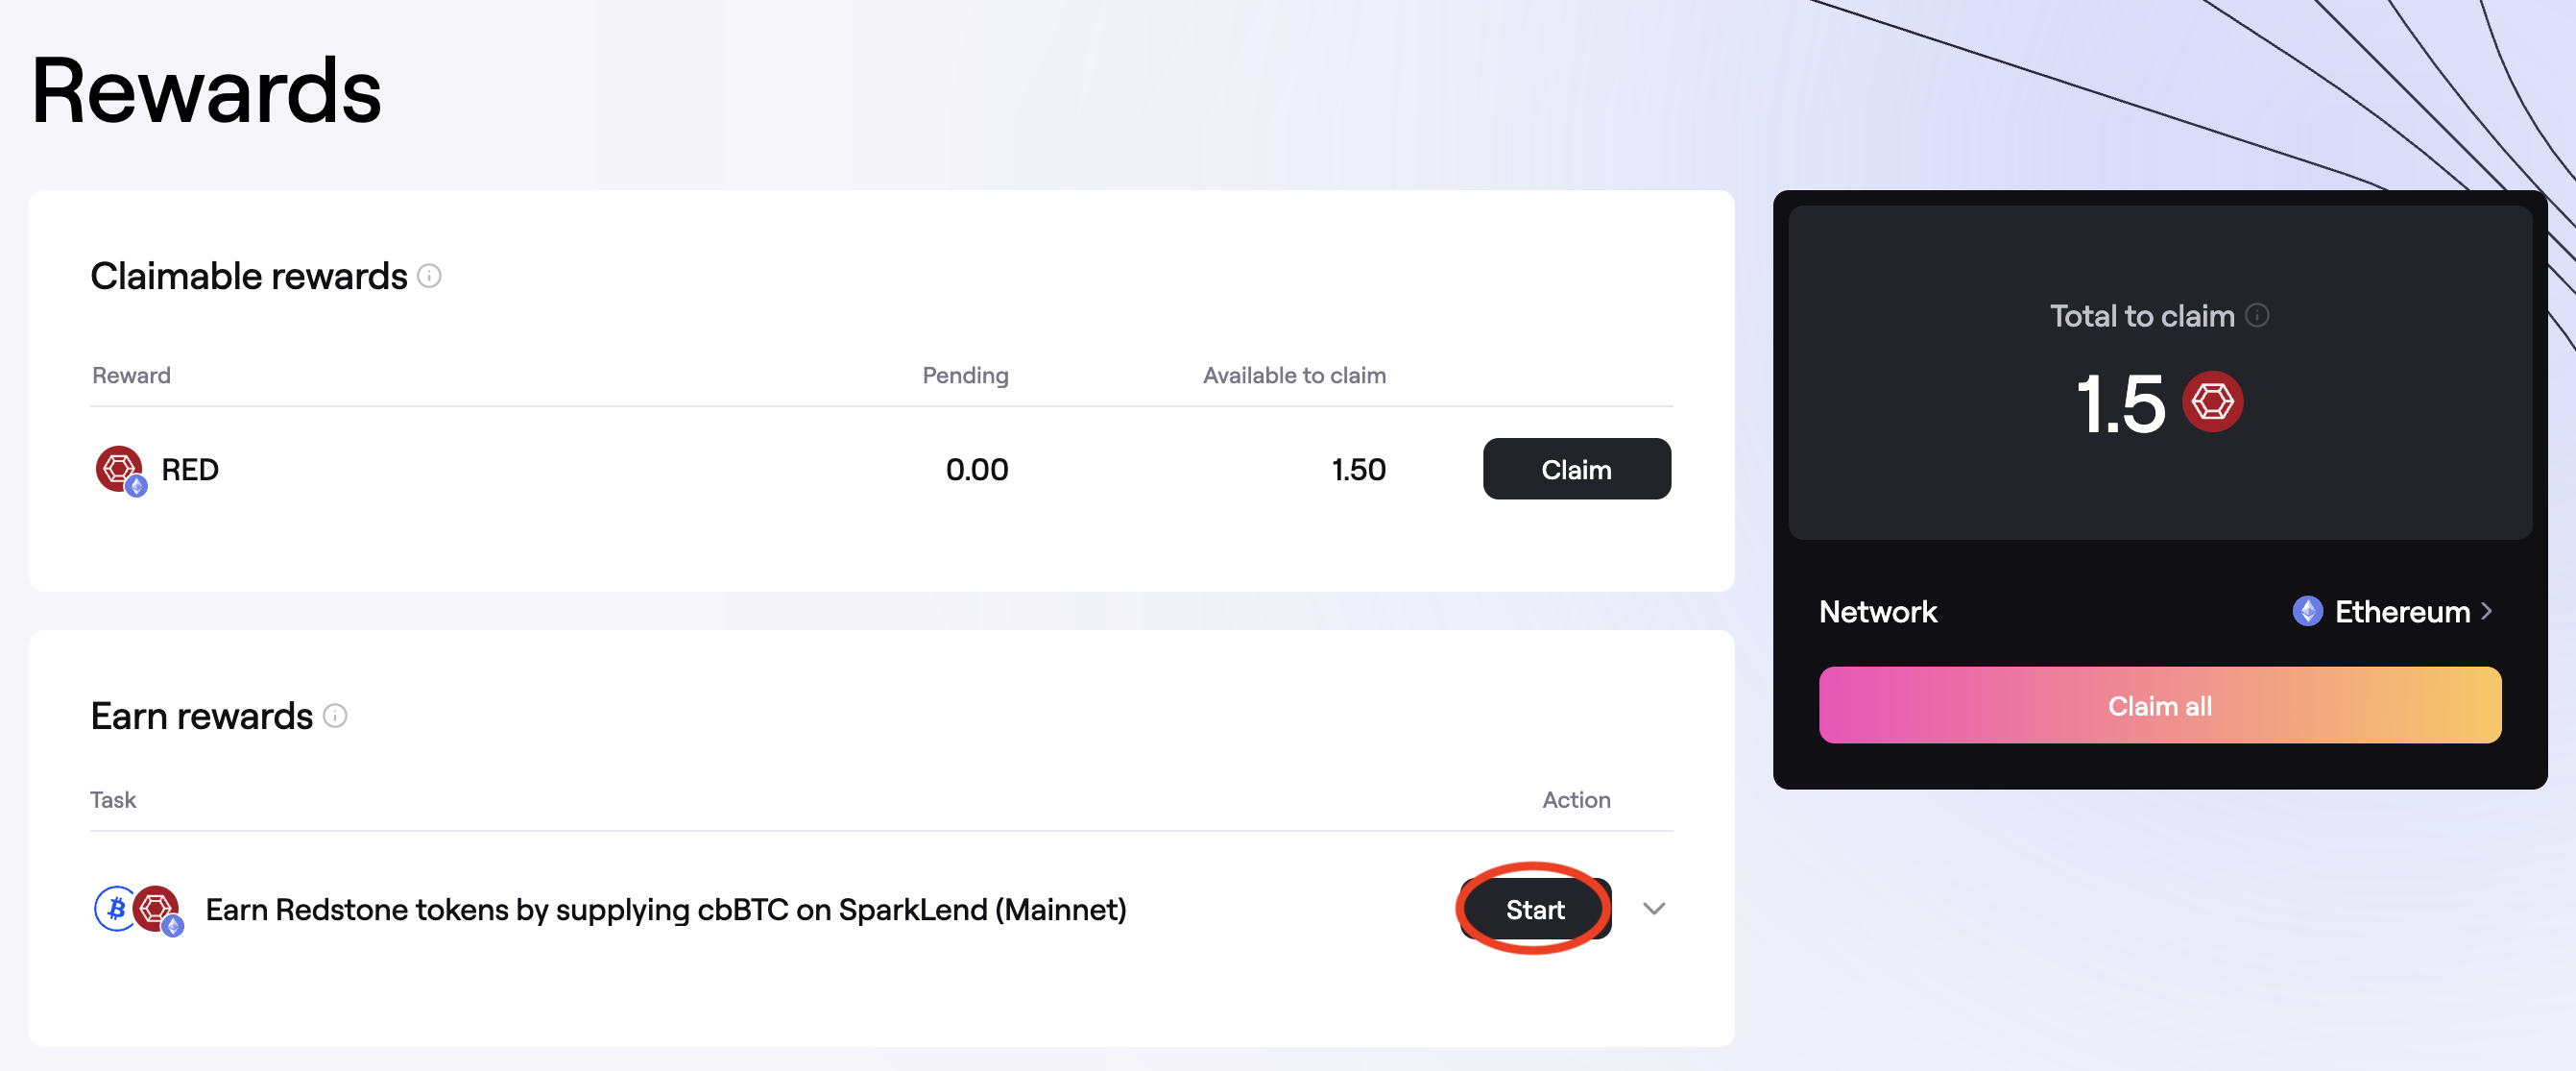 Rewards
Claimable rewards
Reward Pending Available to claim
RED 0.00 1.50 Claim
Earn rewards
Task Action
Earn Redstone tokens by supplying cbBTC on SparkLend (Mainnet) Start
Total to claim
1.5
Network Ethereum
Claim all